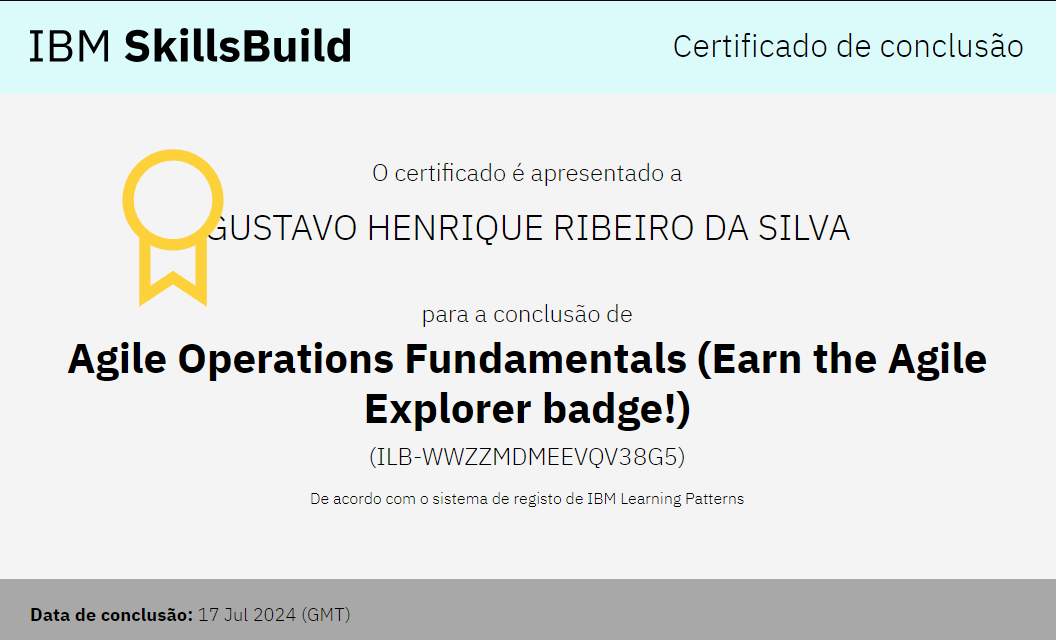 IBM SkillsBuild
Certificado de conclusão
O certificado é apresentado a
GUSTAVO HENRIQUE RIBEIRO DA SILVA
para a conclusão de
Agile Operations Fundamentals (Earn the Agile
Explorer badge!)
(ILB-WWZZMDMEEVQV38G5)
De acordo com o sistema de registo de IBM Learning Patterns
Data de conclusão: 17 Jul 2024 (GMT)